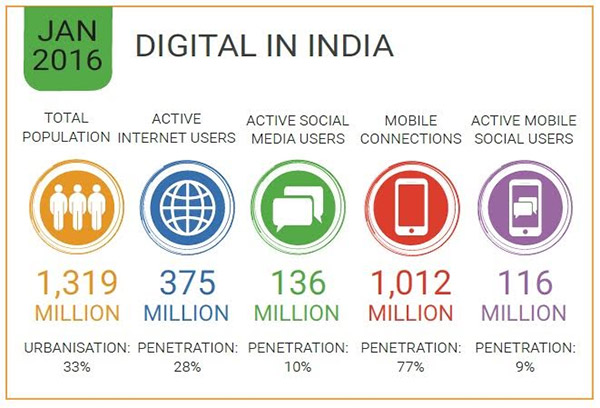 JAN
2016
DIGITAL IN INDIA
TOTAL
POPULATION
ACTIVE
INTERNET USERS
ACTIVE SOCIAL
MEDIA USERS
MOBILE
CONNECTIONS
ACTIVE MOBILE
SOCIAL USERS
1,319
MILLION
375
MILLION
136
MILLION
1,012
MILLION
116
MILLION
URBANISATION:
33%
PENETRATION:
28%
PENETRATION:
10%
PENETRATION:
77%
PENETRATION:
9%